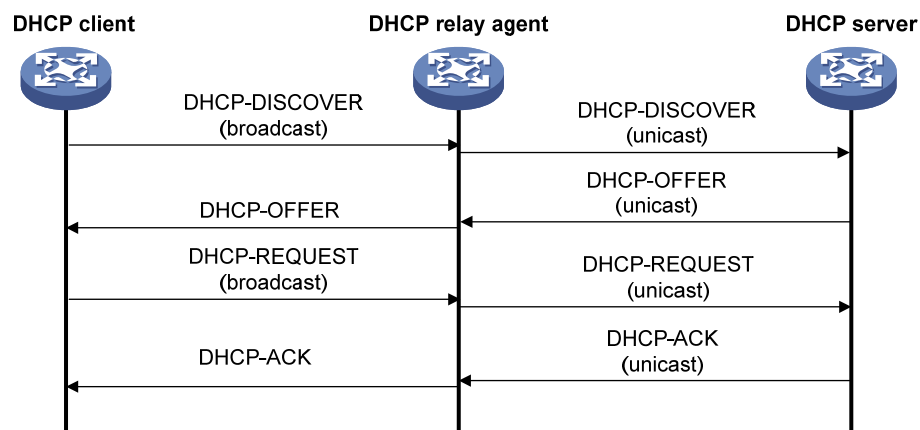 DHCP client
DHCP relay agent
DHCP server
DHCP-DISCOVER
(broadcast)
DHCP-DISCOVER
(unicast)
DHCP-OFFER
(unicast)
DHCP-OFFER
DHCP-REQUEST
(broadcast)
DHCP-REQUEST
(unicast)
DHCP-ACK
(unicast)
DHCP-ACK